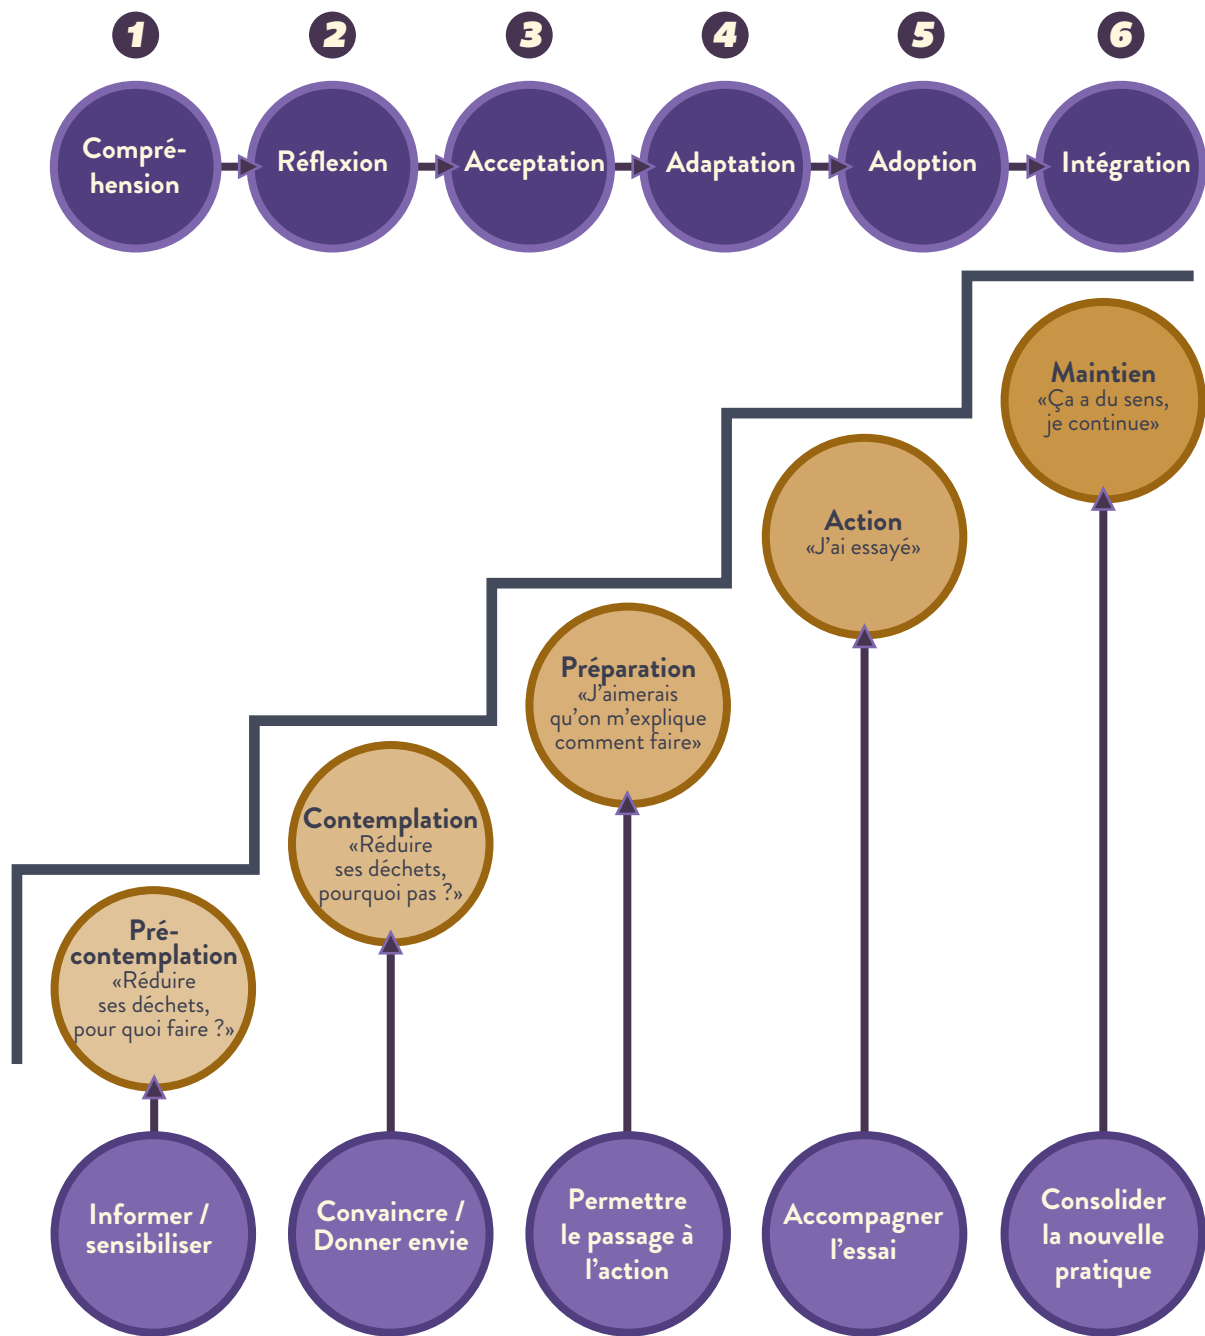 1
2
3
4
5
6
Compré-
hension
Réflexion
Acceptation
Adaptation
Adoption
Intégration
Maintien
«Ça a du sens,
je continue»
Action
«J'ai essayé»
Préparation
«J'aimerais
qu'on m'explique
comment faire»
Contemplation
«Réduire
ses déchets,
pourquoi pas ?»
Pré-
contemplation
«Réduire
ses déchets,
pour quoi faire ?»
Informer /
sensibiliser
Convaincre /
Donner envie
Permettre
le passage à
l'action
Accompagner
l'essai
Consolider
la nouvelle
pratique